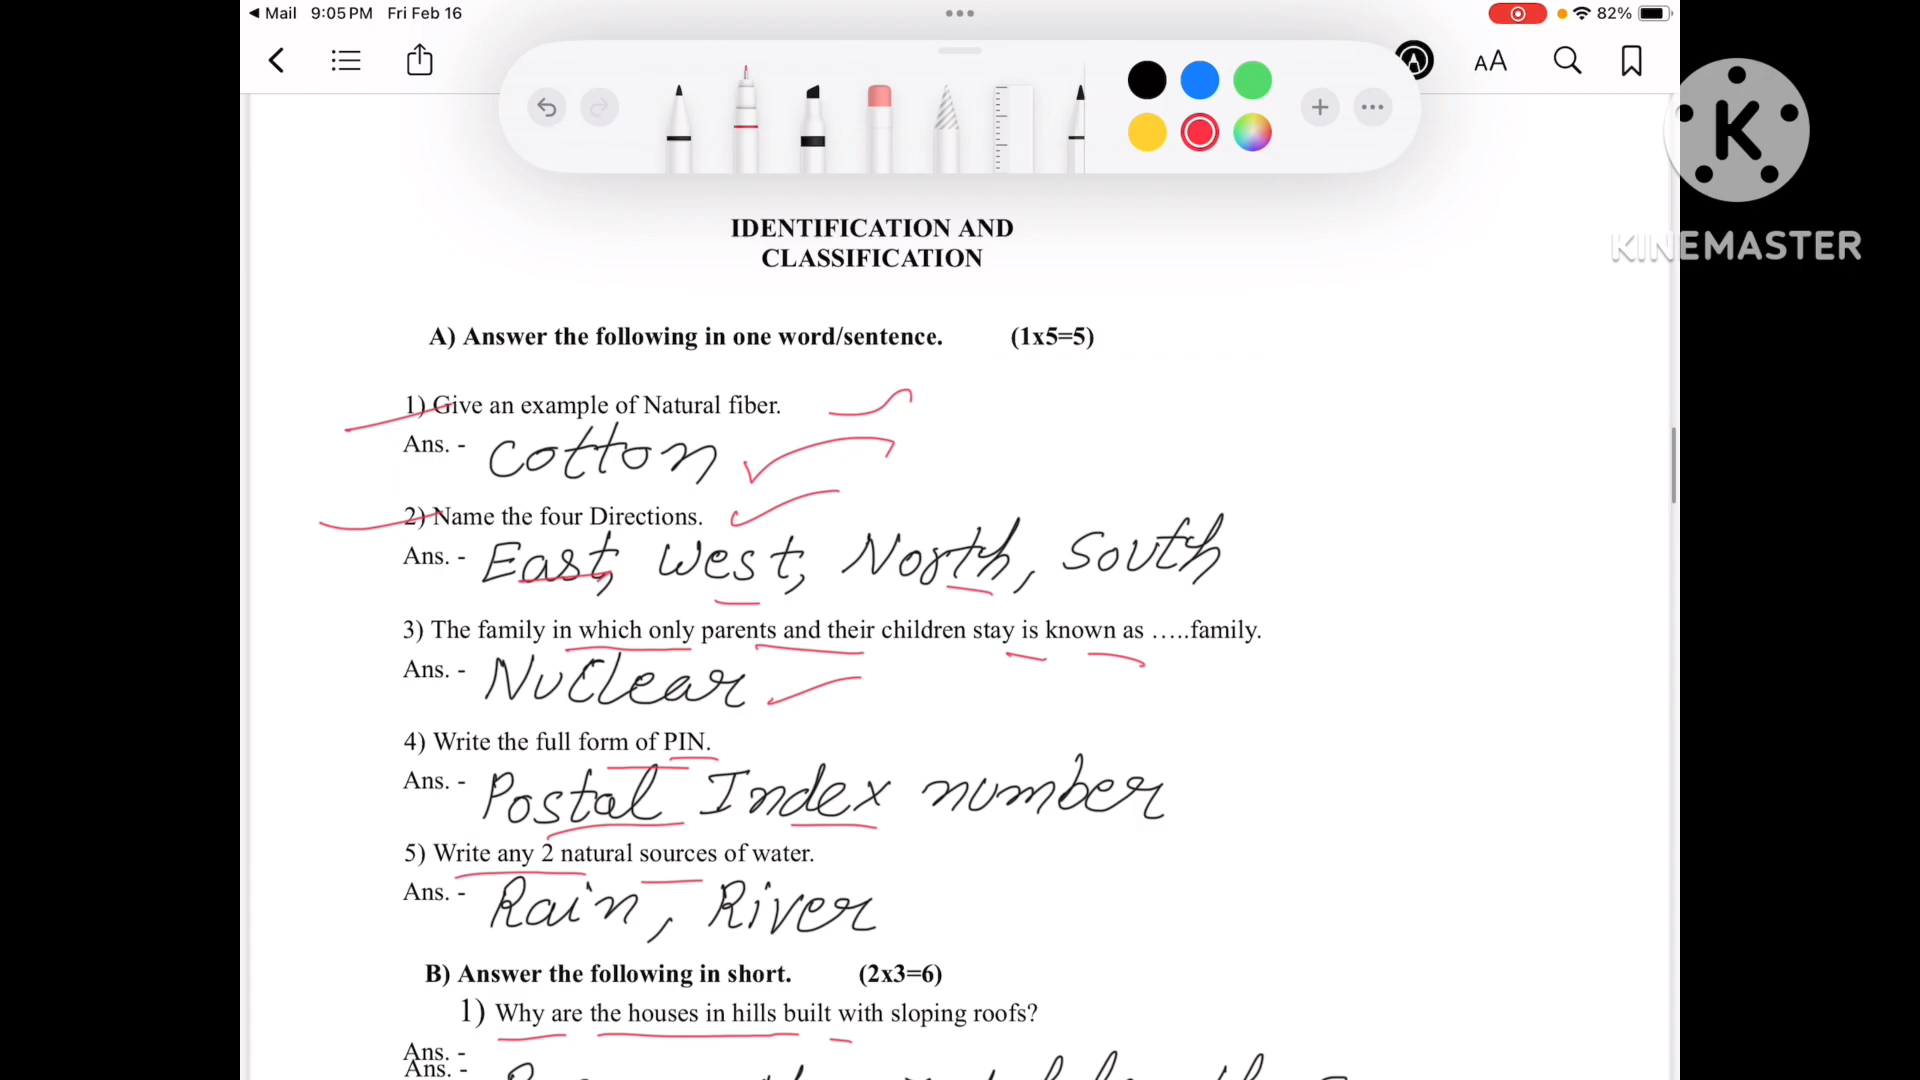 Mail 9:05 PM Fri Feb 16
82%
AA
K
KINEMASTER
IDENTIFICATION AND
CLASSIFICATION
A) Answer the following in one word/sentence. (1x5=5)
1) Give an example of Natural fiber.
Ans. - Cotton
2) Name the four Directions.
Ans. - East, West, North, South
3) The family in which only parents and their children stay is known as …..family.
Ans. - Nuclear
4) Write the full form of PIN.
Ans. - Postal Index number
5) Write any 2 natural sources of water.
Ans. - Rain, River
B) Answer the following in short. (2x3=6)
1) Why are the houses in hills built with sloping roofs?
Ans. -
Ans. -